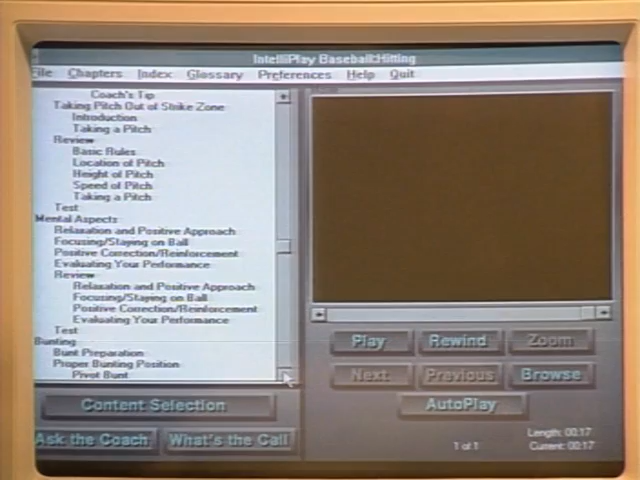 IntelliPlay Baseball:Hitting
File Chapters Index Glossary Preferences Help Quit
Coach's Tip
Taking Pitch Out of Strike Zone
Introduction
Taking a Pitch
Review
Basic Rules
Location of Pitch
Height of Pitch
Speed of Pitch
Taking a Pitch
Test
Mental Aspects
Relaxation and Positive Approach
Focusing/Staying on Ball
Positive Correction/Reinforcement
Evaluating Your Performance
Review
Relaxation and Positive Approach
Focusing/Staying on Ball
Positive Correction/Reinforcement
Evaluating Your Performance
Test
Bunting
Bunt Preparation
Proper Bunting Position
Pivot Bunt
Content Selection
Ask the Coach What's the Call
Play Rewind Zoom
Next Previous Browse
AutoPlay
1 of 1
Length: 00:17
Current: 00:17